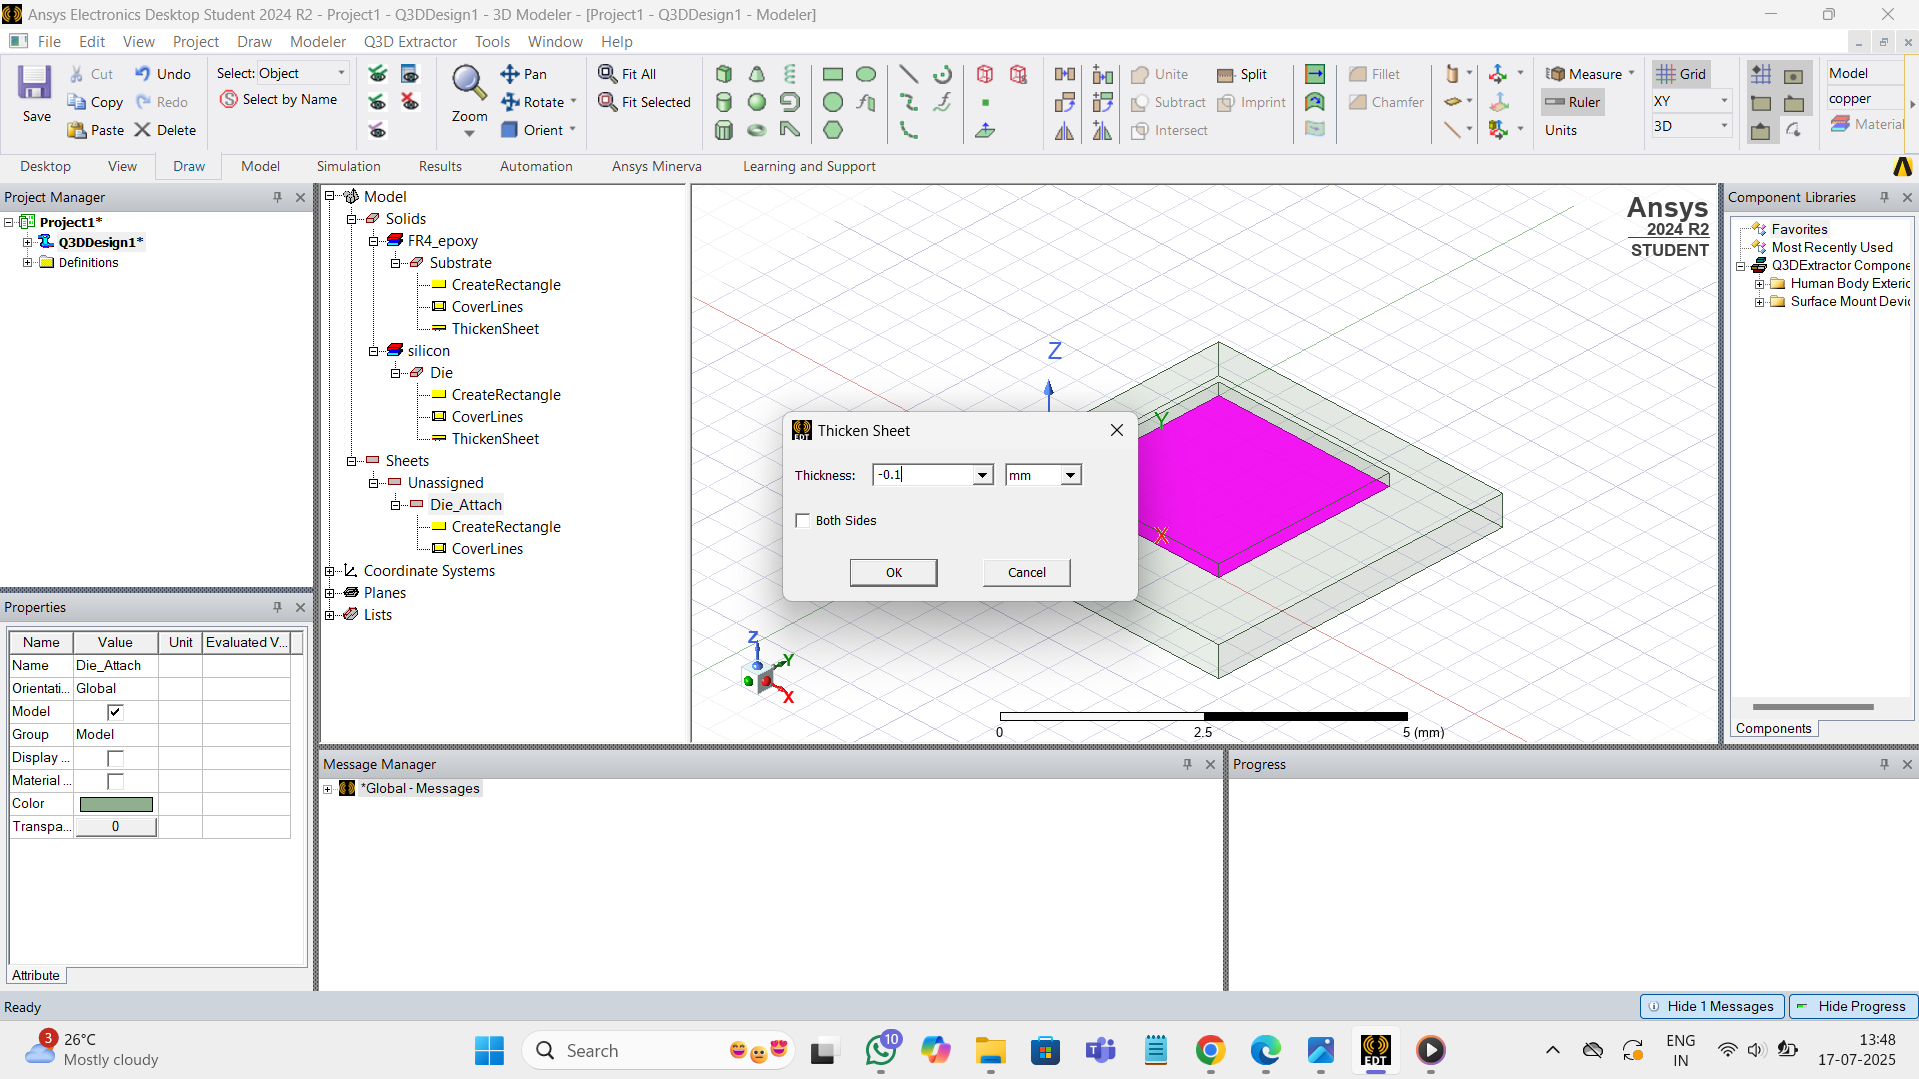 Ansys Electronics Desktop Student 2024 R2 - Project1 - Q3DDesign1 - 3D Modeler - [Project1 - Q3DDesign1 - Modeler]
File Edit View Project Draw Modeler Q3D Extractor Tools Window Help
Save
Cut
Copy
Paste
Undo
Redo
Delete
Select: Object
Select by Name
Zoom
Pan
Rotate
Orient
Fit All
Fit Selected
Unite
Subtract
Intersect
Split
Imprint
Fillet
Chamfer
Measure
Ruler
Units
Grid
XY
3D
Model
copper
Material
Desktop View Draw Model Simulation Results Automation Ansys Minerva Learning and Support
Project Manager
Project1*
Q3DDesign1*
Definitions
Model
Solids
FR4_epoxy
Substrate
CreateRectangle
CoverLines
ThickenSheet
silicon
Die
CreateRectangle
CoverLines
ThickenSheet
Sheets
Unassigned
Die_Attach
CreateRectangle
CoverLines
Coordinate Systems
Planes
Lists
Ansys
2024 R2
STUDENT
Z
Y
X
Thicken Sheet
EDT
Thickness: -0.1 mm
Both Sides
OK Cancel
Z
Y
X
0 2.5 5 (mm)
Component Libraries
Favorites
Most Recently Used
Q3DExtractor Compone
Human Body Exteric
Surface Mount Devic
Components
Properties
Name Value Unit Evaluated V...
Name Die_Attach
Orientati... Global
Model
Group Model
Display ...
Material ...
Color
Transpa... 0
Attribute
Message Manager
*Global - Messages
Progress
Ready
Hide 1 Messages Hide Progress
3
26°C
Mostly cloudy
Search
10
EDT
ENG
IN
13:48
17-07-2025